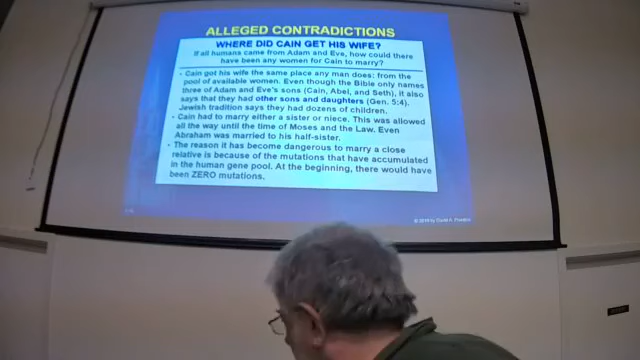 ALLEGED CONTRADICTIONS
WHERE DID CAIN GET HIS WIFE?
If all humans came from Adam and Eve, how could there
have been any women for Cain to marry?
• Cain got his wife the same place any man does: from the
pool of available women. Even though the Bible only names
three of Adam and Eve's sons (Cain, Abel, and Seth), it also
says that they had other sons and daughters (Gen. 5:4).
Jewish tradition says they had dozens of children.
• Cain had to marry either a sister or niece. This was allowed
all the way until the time of Moses and the Law. Even
Abraham was married to his half-sister.
• The reason it has become dangerous to marry a close
relative is because of the mutations that have accumulated
in the human gene pool. At the beginning, there would have
been ZERO mutations.
by David